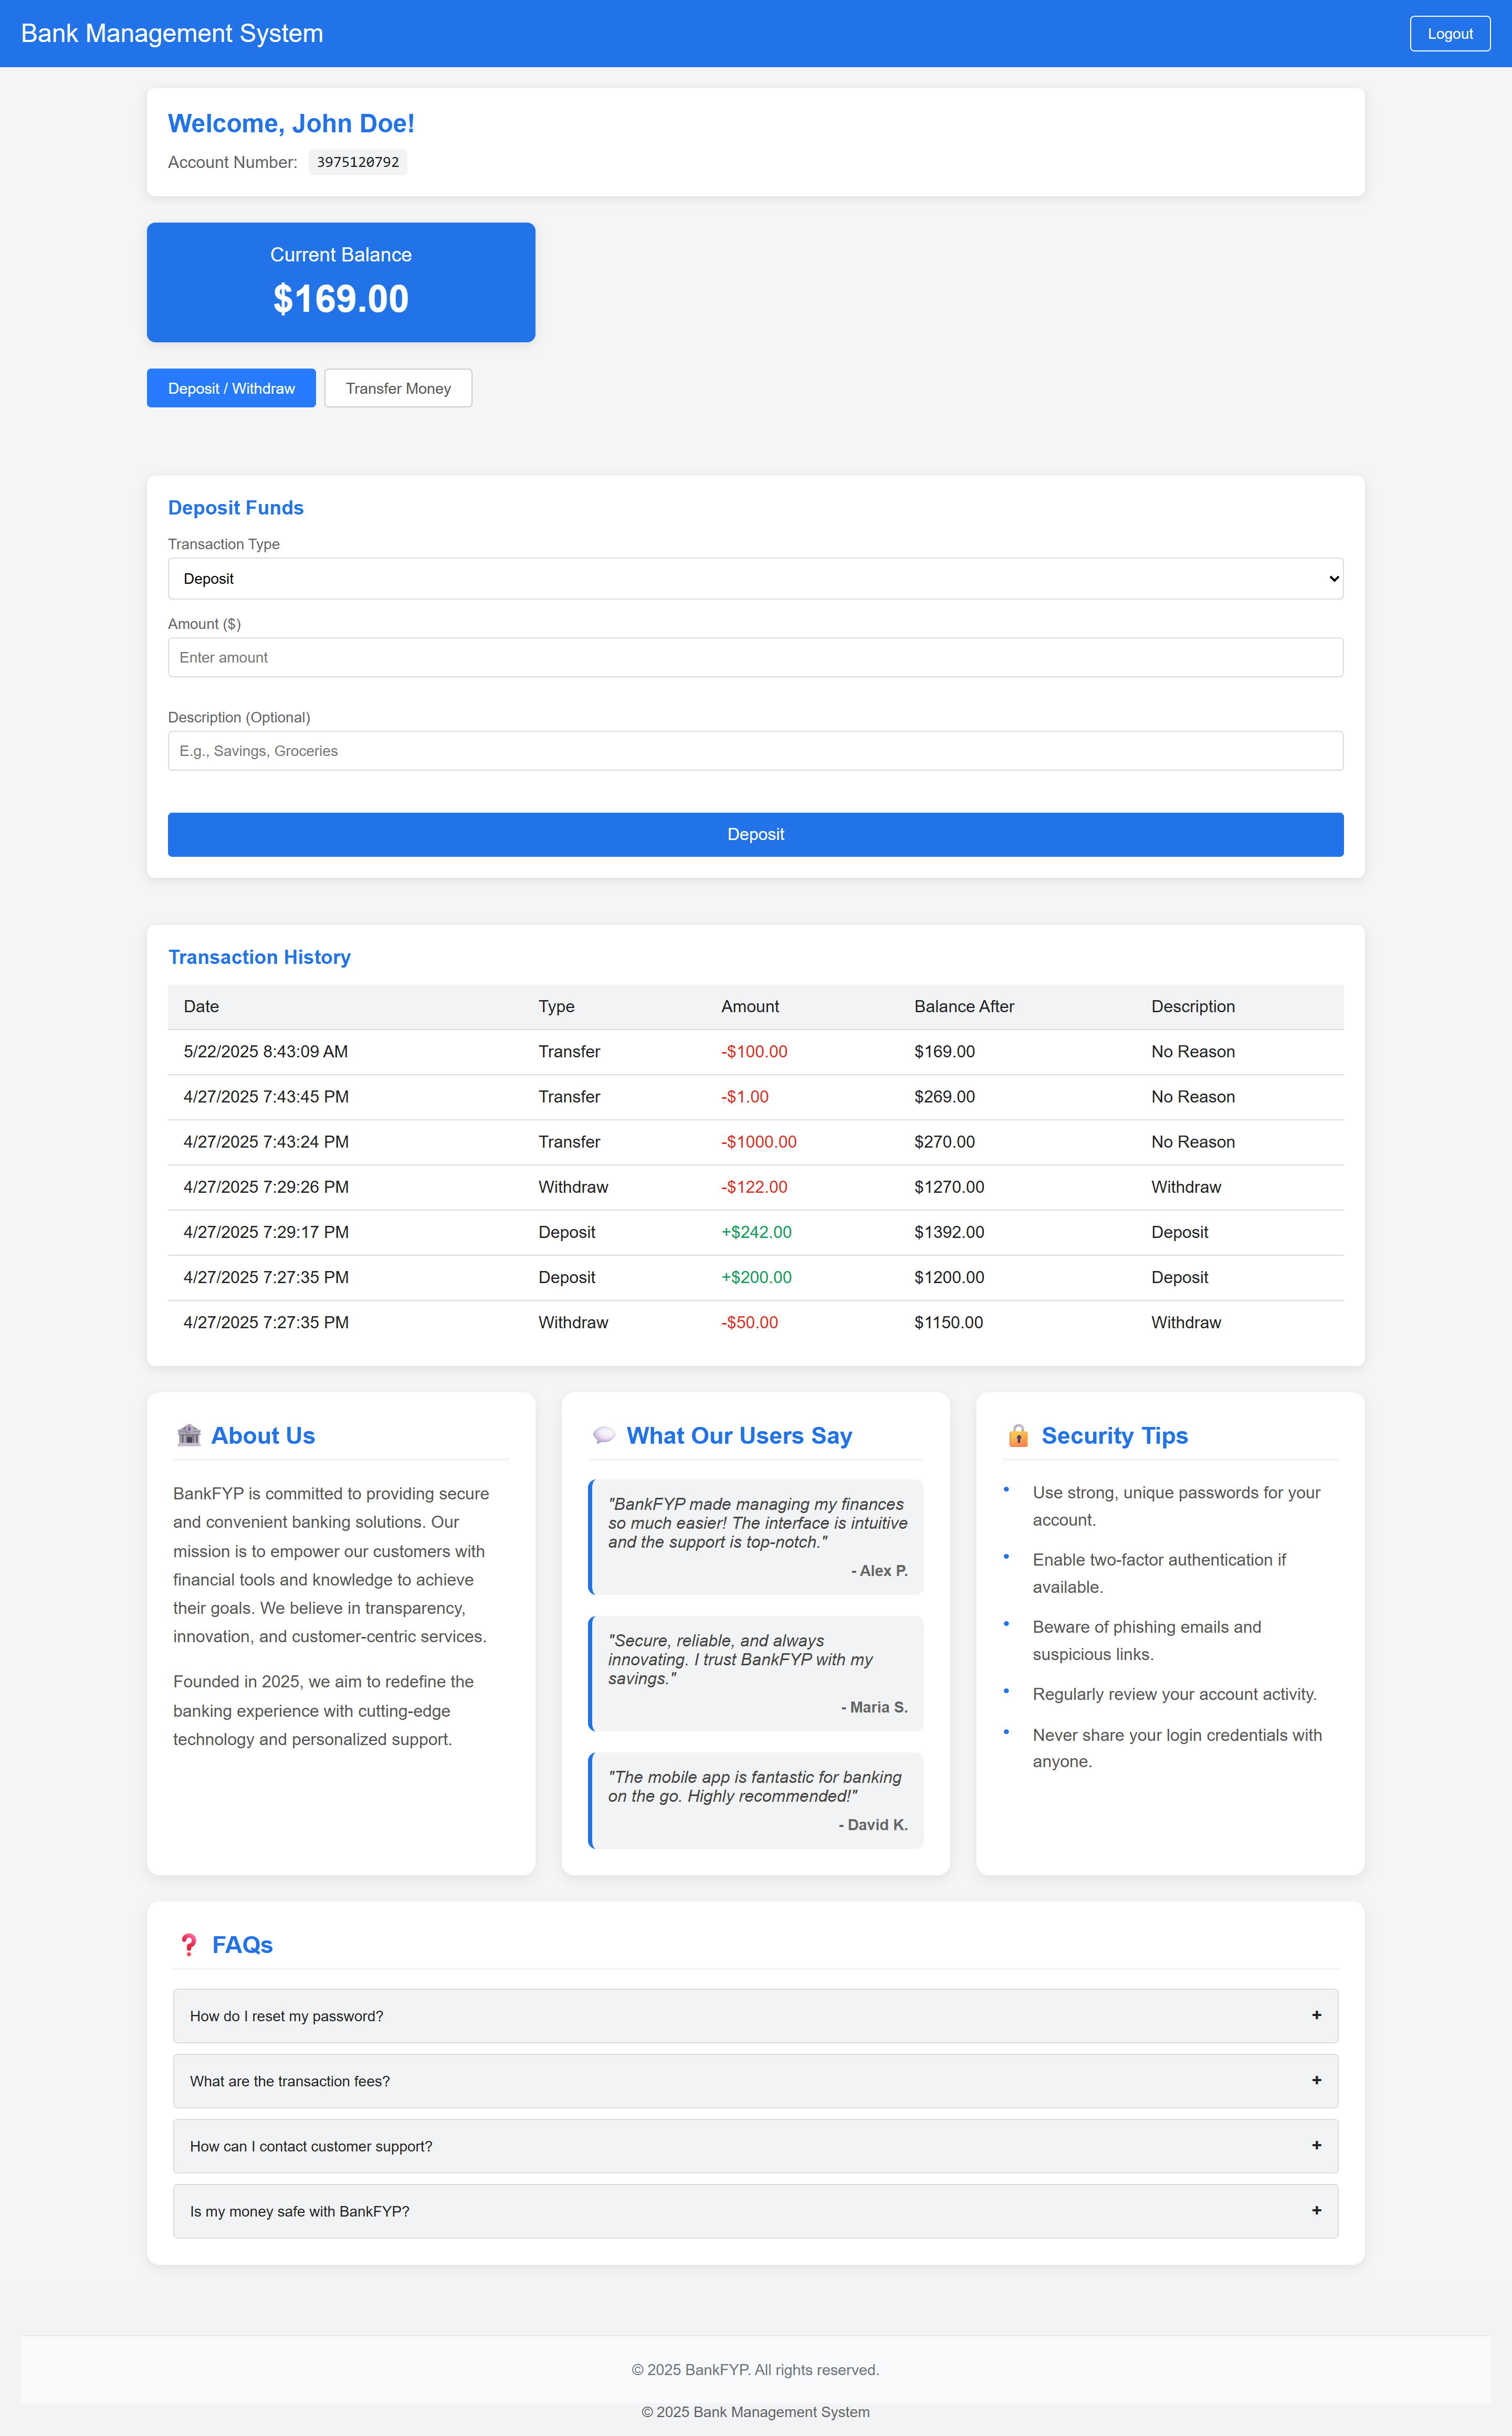 Bank Management System
Logout
Welcome, John Doe!
Account Number: 3975120792
Current Balance
$169.00
Deposit / Withdraw
Transfer Money
Deposit Funds
Transaction Type
Deposit
Amount ($)
Enter amount
Description (Optional)
E.g., Savings, Groceries
Deposit
Transaction History
Date Type Amount Balance After Description
5/22/2025 8:43:09 AM Transfer -$100.00 $169.00 No Reason
4/27/2025 7:43:45 PM Transfer -$1.00 $269.00 No Reason
4/27/2025 7:43:24 PM Transfer -$1000.00 $270.00 No Reason
4/27/2025 7:29:26 PM Withdraw -$122.00 $1270.00 Withdraw
4/27/2025 7:29:17 PM Deposit +$242.00 $1392.00 Deposit
4/27/2025 7:27:35 PM Deposit +$200.00 $1200.00 Deposit
4/27/2025 7:27:35 PM Withdraw -$50.00 $1150.00 Withdraw
About Us
BankFYP is committed to providing secure
and convenient banking solutions. Our
mission is to empower our customers with
financial tools and knowledge to achieve
their goals. We believe in transparency,
innovation, and customer-centric services.
Founded in 2025, we aim to redefine the
banking experience with cutting-edge
technology and personalized support.
What Our Users Say
"BankFYP made managing my finances
so much easier! The interface is intuitive
and the support is top-notch."
- Alex P.
"Secure, reliable, and always
innovating. I trust BankFYP with my
savings."
- Maria S.
"The mobile app is fantastic for banking
on the go. Highly recommended!"
- David K.
Security Tips
• Use strong, unique passwords for your
account.
• Enable two-factor authentication if
available.
• Beware of phishing emails and
suspicious links.
• Regularly review your account activity.
• Never share your login credentials with
anyone.
FAQs
How do I reset my password? +
What are the transaction fees? +
How can I contact customer support? +
Is my money safe with BankFYP? +
© 2025 BankFYP. All rights reserved.
© 2025 Bank Management System